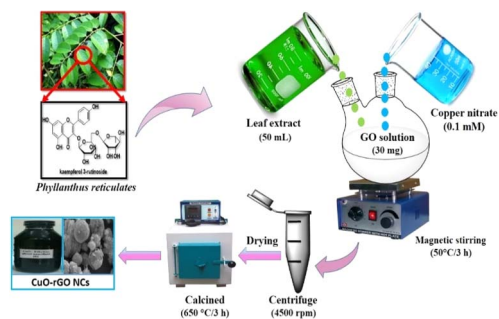 kaempferol 3-rutinoside
Phyllanthus reticulates
Leaf extract
(50 mL)
GO solution
(30 mg)
Copper nitrate
(0.1 mM)
Magnetic stirring
(50°C/3 h)
Centrifuge
(4500 rpm)
Drying
Calcined
(650 °C/3 h)
CuO-rGO NCs